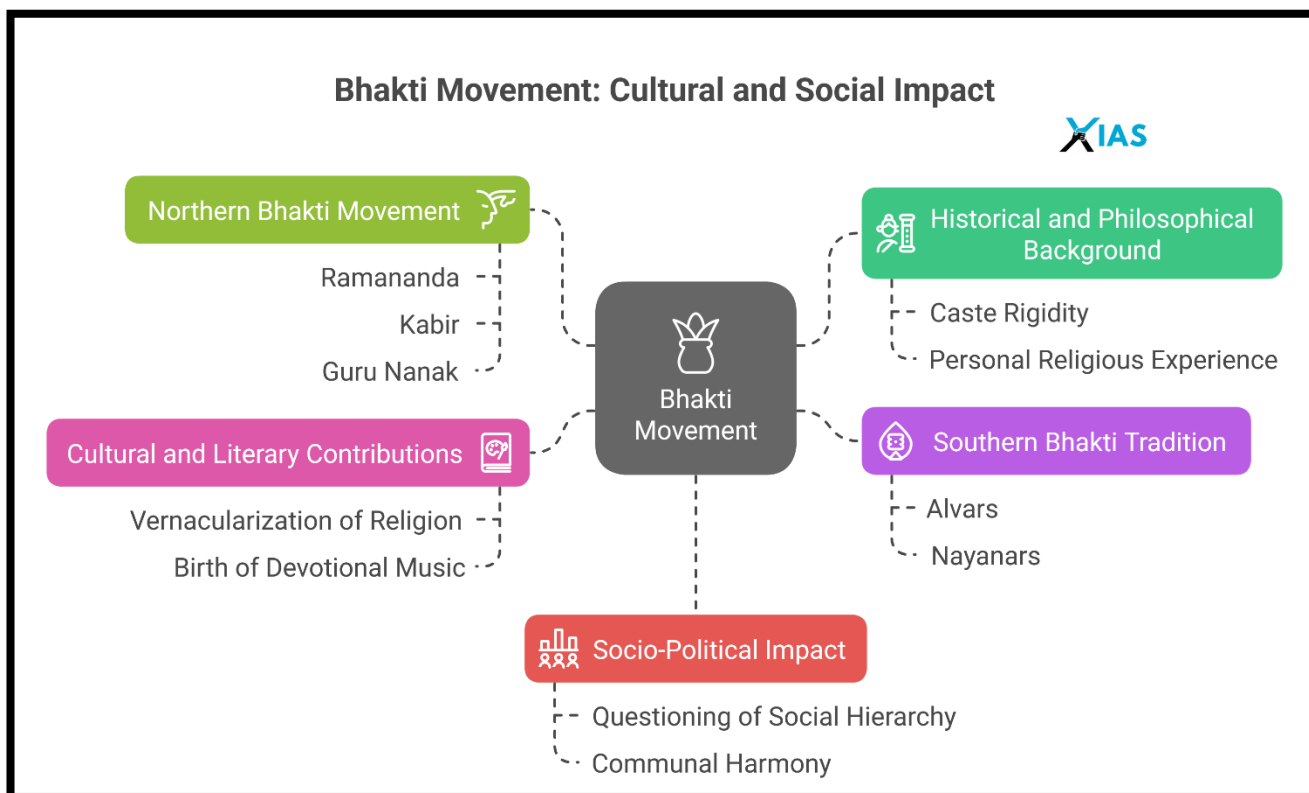 Bhakti Movement: Cultural and Social Impact
XIAS
Northern Bhakti Movement
Ramananda
Kabir
Guru Nanak
Cultural and Literary Contributions
Vernacularization of Religion
Birth of Devotional Music
Bhakti
Movement
Historical and Philosophical
Background
Caste Rigidity
Personal Religious Experience
Southern Bhakti Tradition
Alvars
Nayanars
Socio-Political Impact
Questioning of Social Hierarchy
Communal Harmony